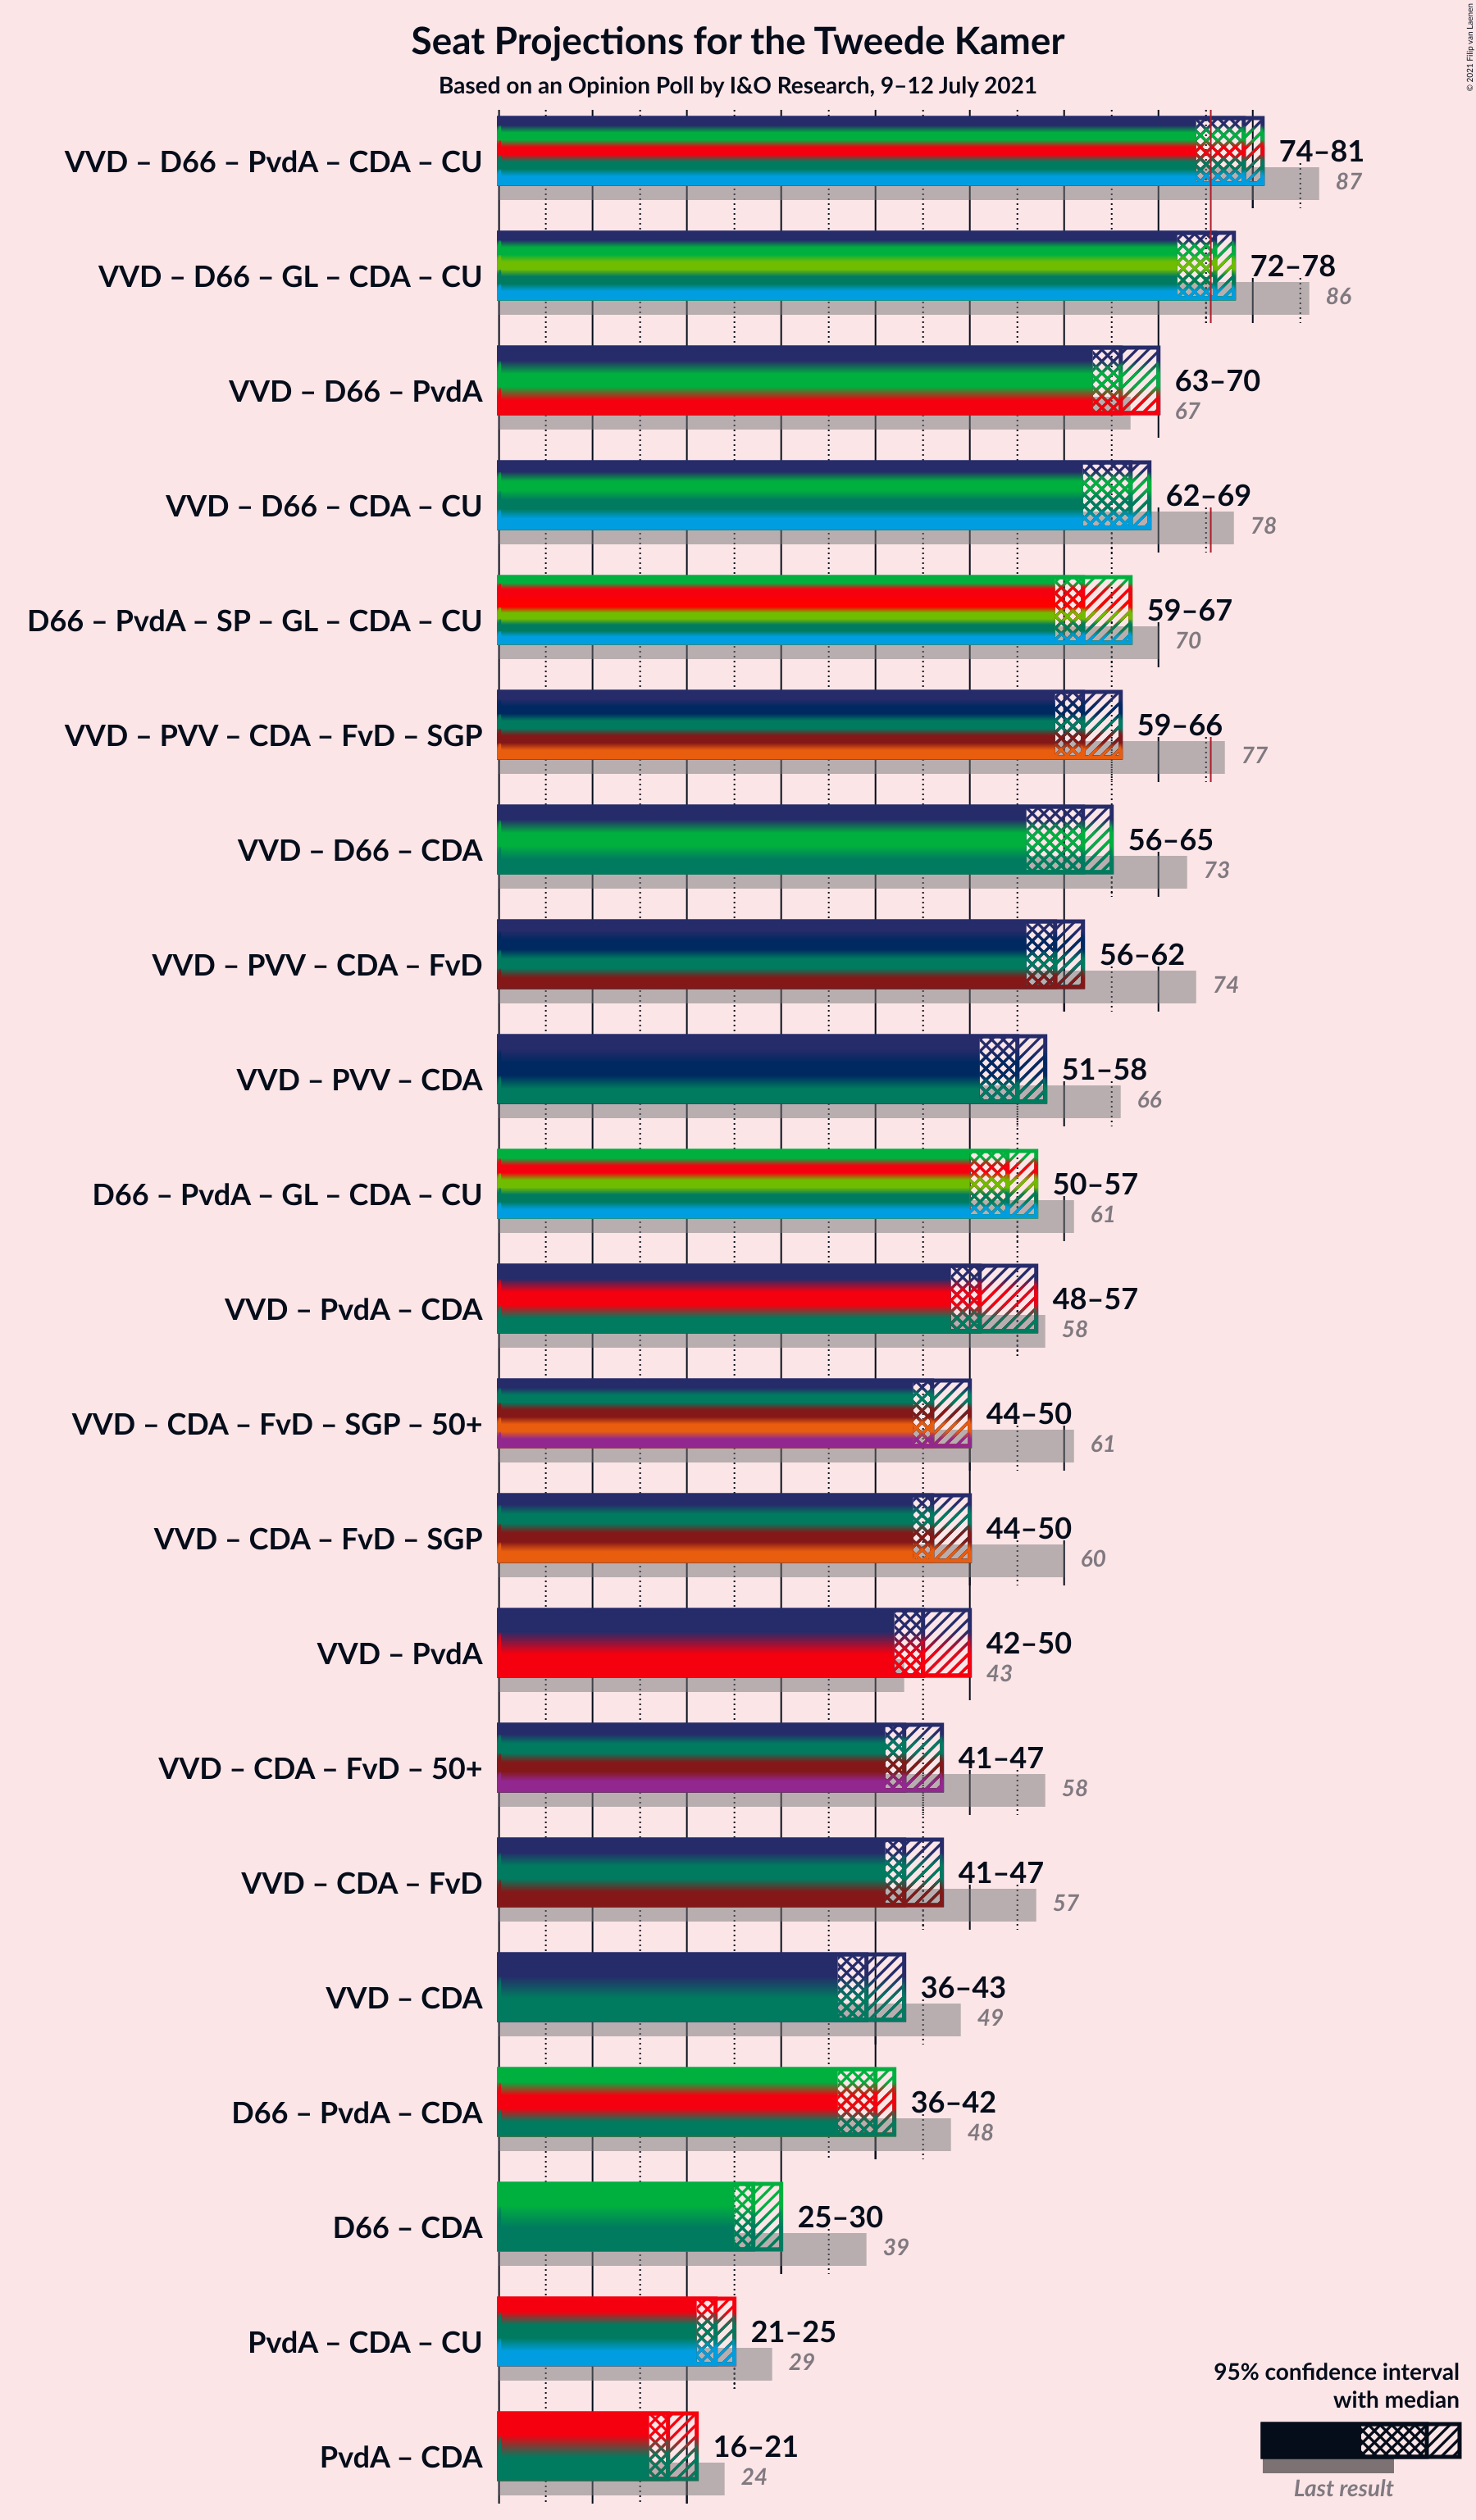 © 2021 Filip van Laenen
Seat Projections for the Tweede Kamer
Based on an Opinion Poll by I&O Research, 9–12 July 2021
VVD – D66 – PvdA – CDA – CU
74–81
87
VVD – D66 – GL – CDA – CU
72–78
86
VVD – D66 – PvdA
63–70
67
VVD – D66 – CDA – CU
62–69
78
D66 – PvdA – SP – GL – CDA – CU
59–67
70
VVD – PVV – CDA – FvD – SGP
59–66
77
VVD – D66 – CDA
56–65
73
VVD – PVV – CDA – FvD
56–62
74
VVD – PVV – CDA
51–58
66
D66 – PvdA – GL – CDA – CU
50–57
61
VVD – PvdA – CDA
48–57
58
VVD – CDA – FvD – SGP – 50+
44–50
61
VVD – CDA – FvD – SGP
44–50
60
VVD – PvdA
42–50
43
VVD – CDA – FvD – 50+
41–47
58
VVD – CDA – FvD
41–47
57
VVD – CDA
36–43
49
D66 – PvdA – CDA
36–42
48
D66 – CDA
25–30
39
PvdA – CDA – CU
21–25
29
PvdA – CDA
16–21
24
95% confidence interval
with median
Last result